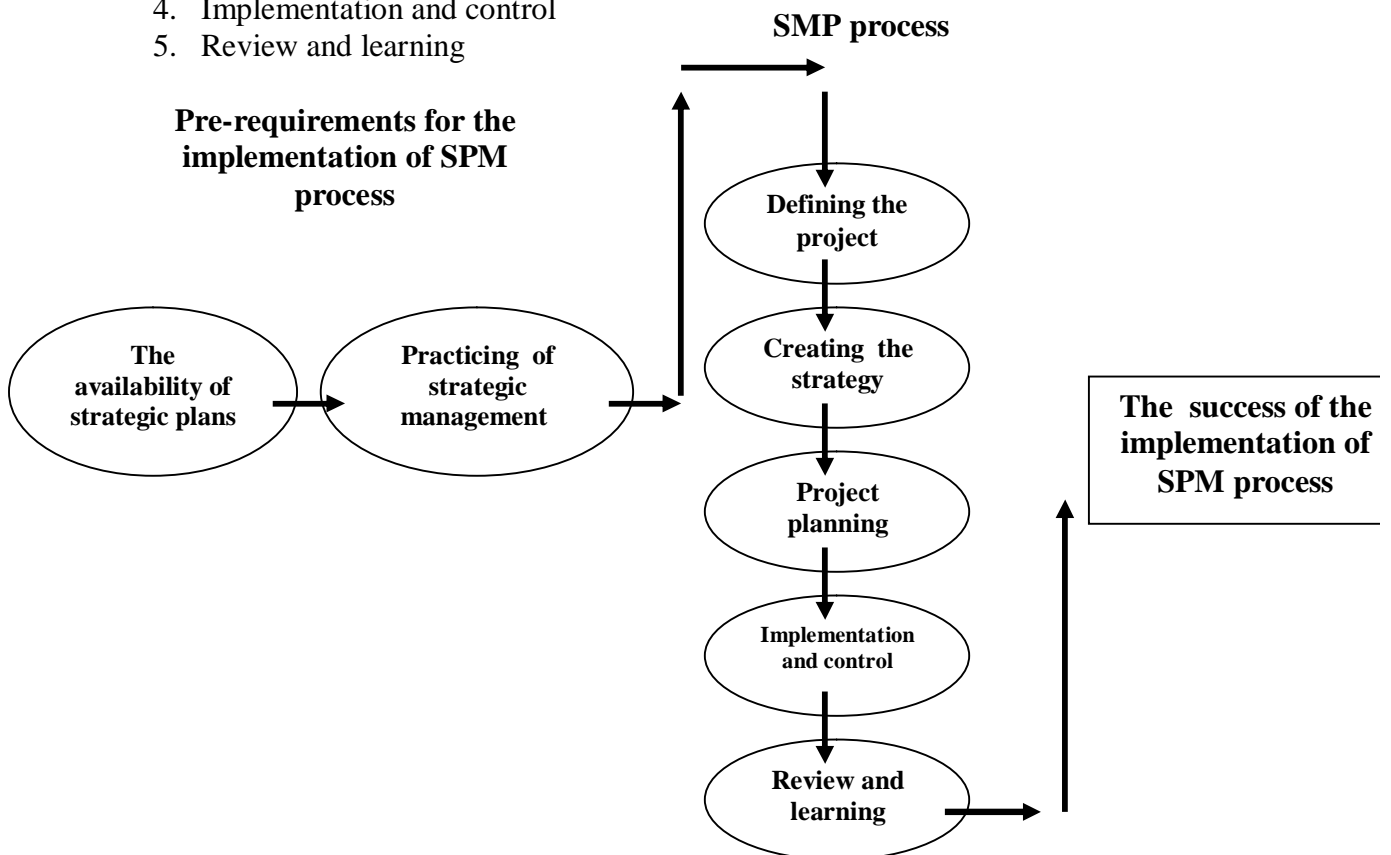 4. Implementation and control
5. Review and learning
SMP process
Pre-requirements for the
implementation of SPM
process
Defining the
project
Creating the
strategy
The
availability of
strategic plans
Practicing of
strategic
management
The success of the
implementation of
SPM process
Project
planning
Implementation
and control
Review and
learning